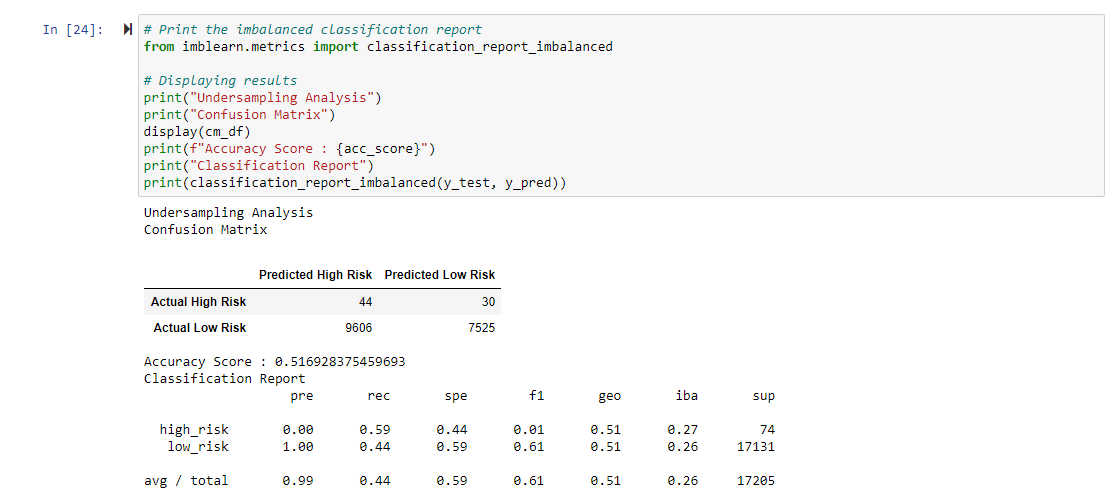 In [24]:
# Print the imbalanced classification report
from imblearn.metrics import classification_report_imbalanced
# Displaying results
print("Undersampling Analysis")
print("Confusion Matrix")
display(cm_df)
print(f"Accuracy Score : {acc_score}")
print("Classification Report")
print(classification_report_imbalanced(y_test, y_pred))
Undersampling Analysis
Confusion Matrix
Predicted High Risk Predicted Low Risk
Actual High Risk 44 30
Actual Low Risk 9606 7525
Accuracy Score : 0.516928375459693
Classification Report
pre rec spe f1 geo iba sup
high_risk 0.00 0.59 0.44 0.01 0.51 0.27 74
low_risk 1.00 0.44 0.59 0.61 0.51 0.26 17131
avg / total 0.99 0.44 0.59 0.61 0.51 0.26 17205